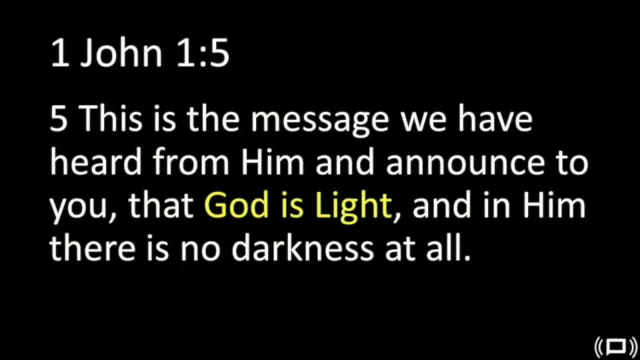 1 John 1:5
5 This is the message we have
heard from Him and announce to
you, that God is Light, and in Him
there is no darkness at all.